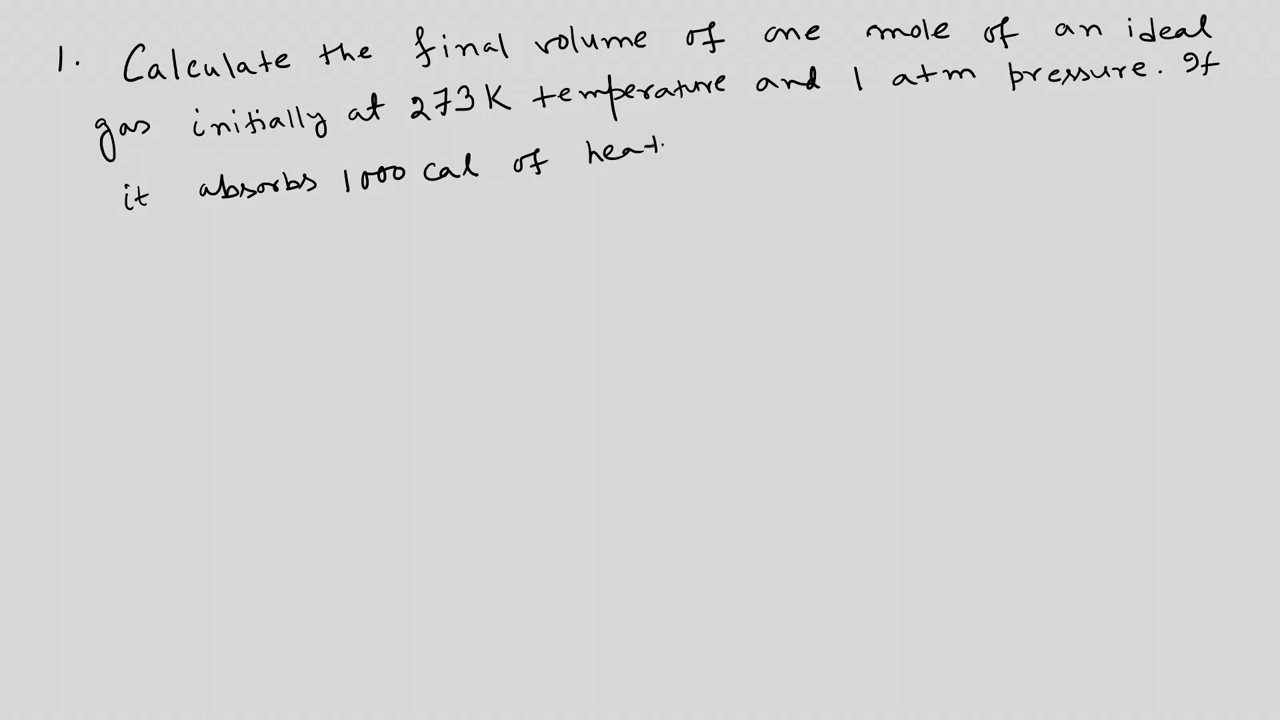 1. Calculate the final volume of one mole of an ideal
gas initially at 273K temperature and 1 atm pressure. If
it absorbs 1000 cal of heat.